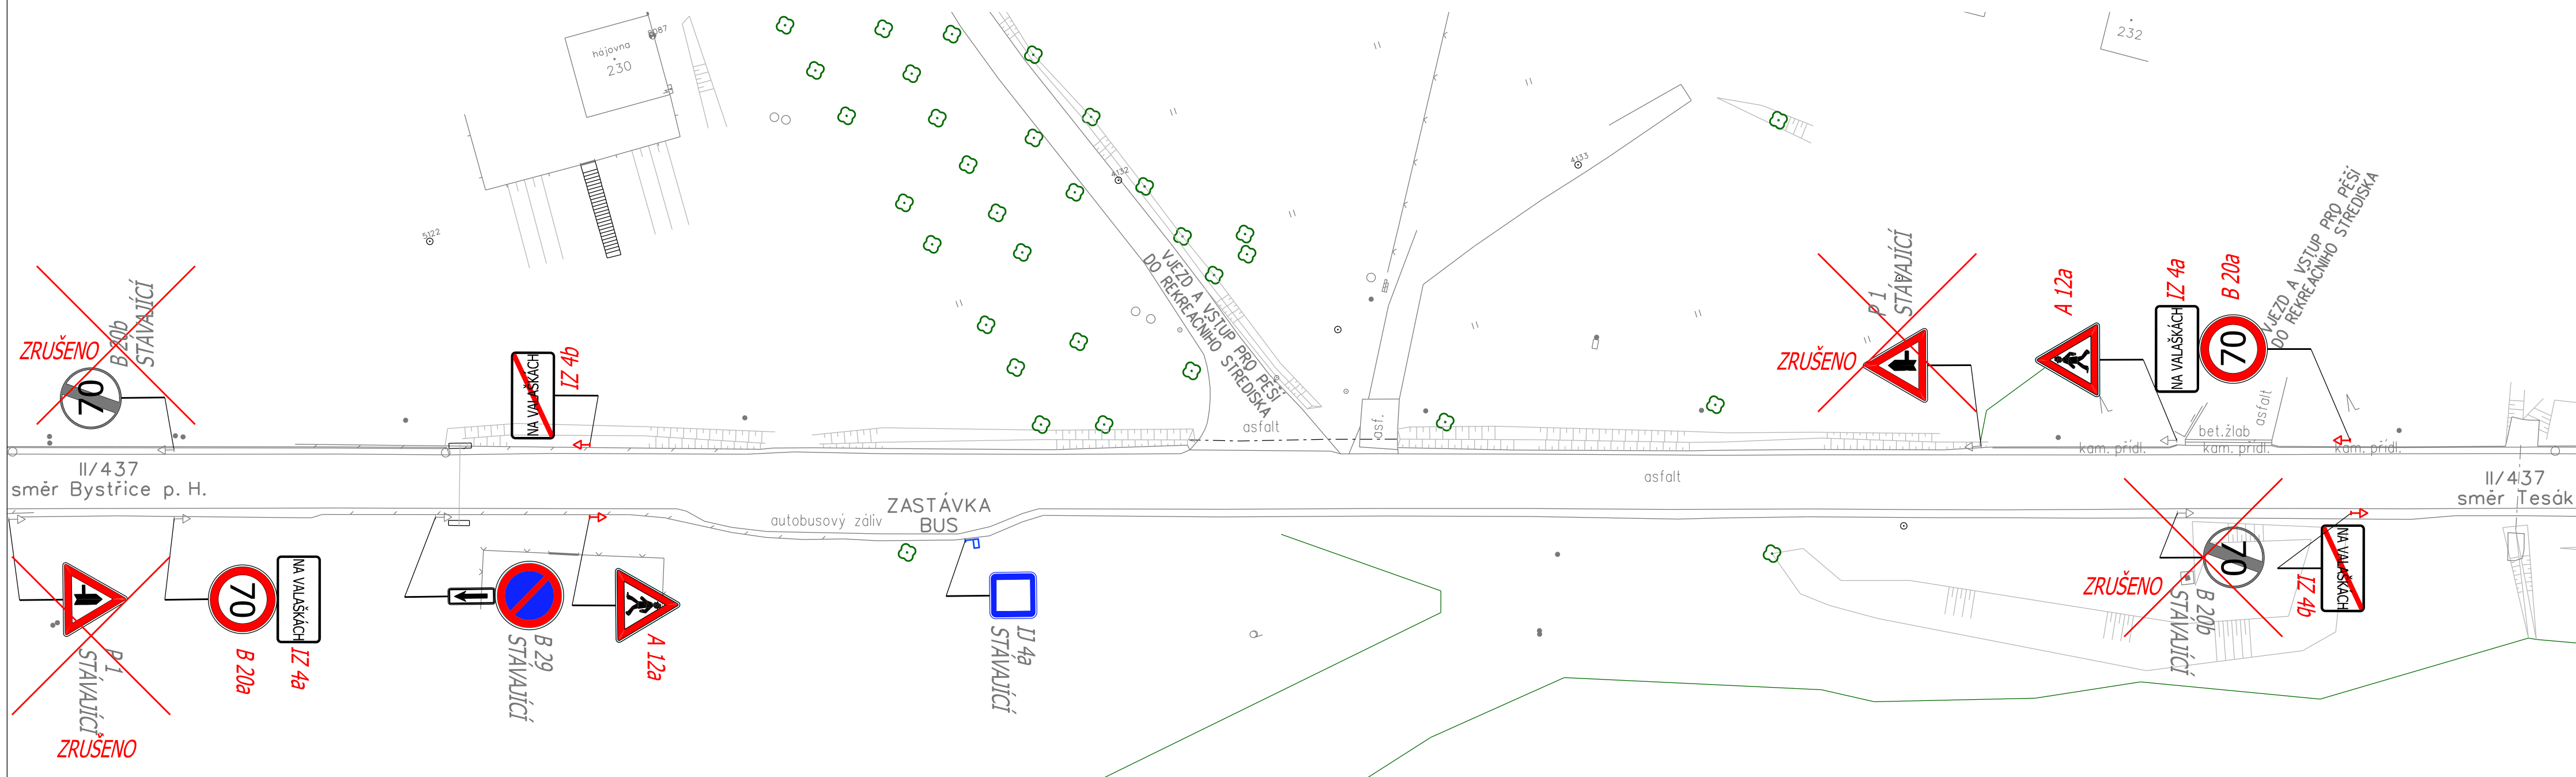 hájovna
230
5087
232
4133
4132
5122
VJEZD A VSTUP PRO PĚŠÍ
DO REKREAČNÍHO STŘEDISKA
VJEZD A VSTUP PRO PĚŠÍ
DO REKREAČNÍHO STŘEDISKA
ZRUŠENO
B 20b
STÁVAJÍCÍ
70
NA VALAŠKÁCH
IZ 4b
ZRUŠENO
P 1
STÁVAJÍCÍ
A 12a
IZ 4a
NA VALAŠKÁCH
B 20a
70
asfalt
asf.
asfalt
bet.žlab
kam. přídl.
kam. přídl.
kam. přídl.
II/437
směr Bystřice p. H.
asfalt
II/437
směr Tesák
ZASTÁVKA
BUS
autobusový záliv
P 1
STÁVAJÍCÍ
ZRUŠENO
70
B 20a
NA VALAŠKÁCH
IZ 4a
B 29
STÁVAJÍCÍ
A 12a
IJ 4a
STÁVAJÍCÍ
ZRUŠENO
70
B 20b
STÁVAJÍCÍ
NA VALAŠKÁCH
IZ 4b